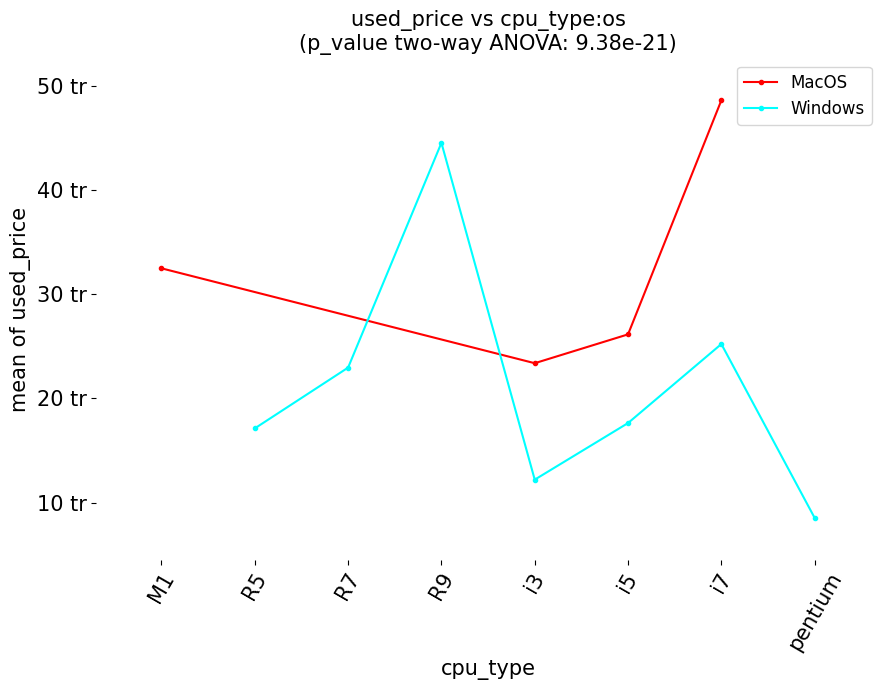 used_price vs cpu_type:os
(p_value two-way ANOVA: 9.38e-21)
MacOS
Windows
50 tr
40 tr
30 tr
20 tr
10 tr
mean of used_price
M1
R5
R7
R9
i3
i5
i7
pentium
cpu_type